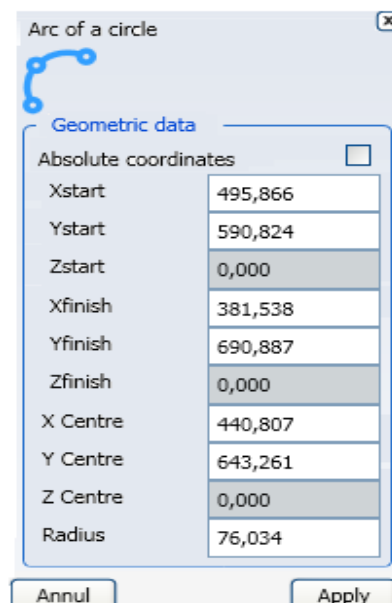 Arc of a circle
Geometric data
Absolute coordinates
Xstart 495,866
Ystart 590,824
Zstart 0,000
Xfinish 381,538
Yfinish 690,887
Zfinish 0,000
X Centre 440,807
Y Centre 643,261
Z Centre 0,000
Radius 76,034
Annul Apply